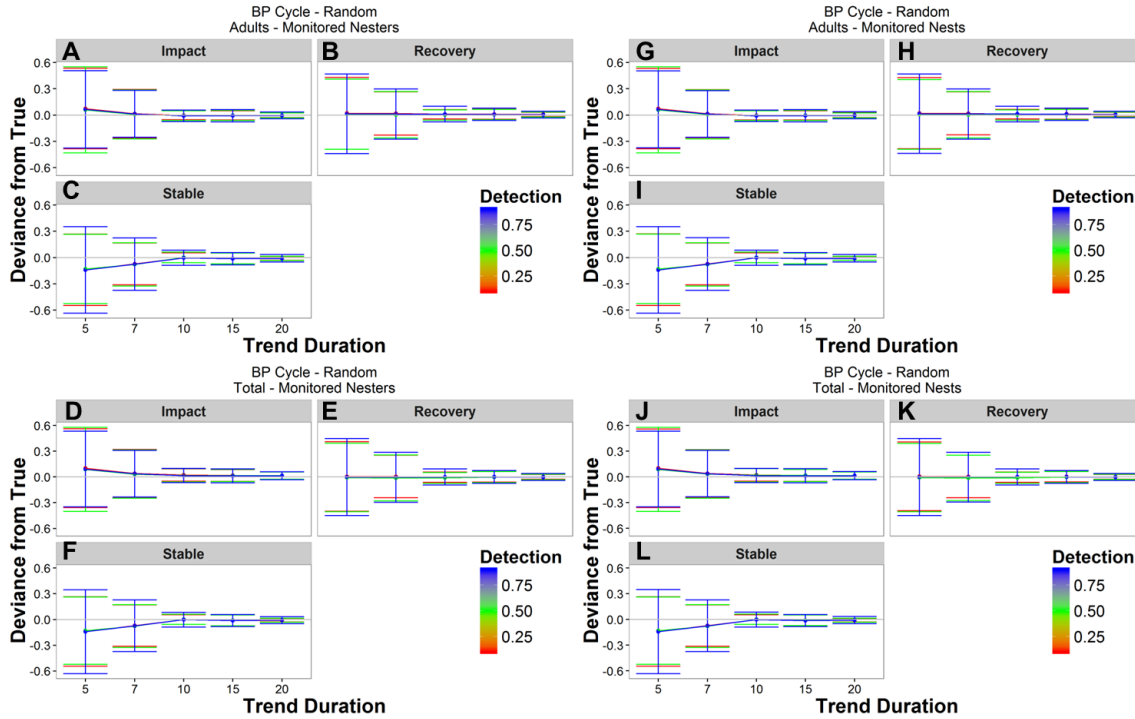 BP Cycle - Random
Adults - Monitored Nesters
A
Impact
B
Recovery
0.6
0.3
0.0
-0.3
-0.6
C
Stable
0.6
0.3
0.0
-0.3
-0.6
5 7 10 15 20
Trend Duration
Deviance from True
Detection
0.75
0.50
0.25
BP Cycle - Random
Adults - Monitored Nests
G
Impact
H
Recovery
0.6
0.3
0.0
-0.3
-0.6
I
Stable
0.6
0.3
0.0
-0.3
-0.6
5 7 10 15 20
Trend Duration
Deviance from True
Detection
0.75
0.50
0.25
BP Cycle - Random
Total - Monitored Nesters
D
Impact
E
Recovery
0.6
0.3
0.0
-0.3
-0.6
F
Stable
0.6
0.3
0.0
-0.3
-0.6
5 7 10 15 20
Trend Duration
Deviance from True
Detection
0.75
0.50
0.25
BP Cycle - Random
Total - Monitored Nests
J
Impact
K
Recovery
0.6
0.3
0.0
-0.3
-0.6
L
Stable
0.6
0.3
0.0
-0.3
-0.6
5 7 10 15 20
Trend Duration
Deviance from True
Detection
0.75
0.50
0.25